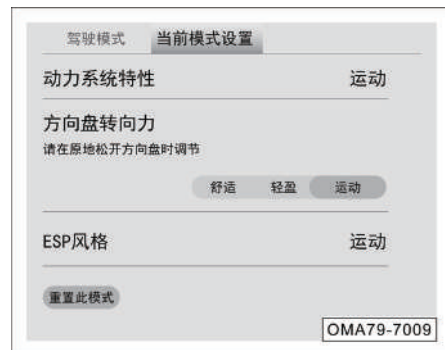 驾驶模式 当前模式设置
动力系统特性 运动
方向盘转向力
请在原地松开方向盘时调节
舒适 轻盈 运动
ESP风格 运动
重置此模式
OMA79-7009